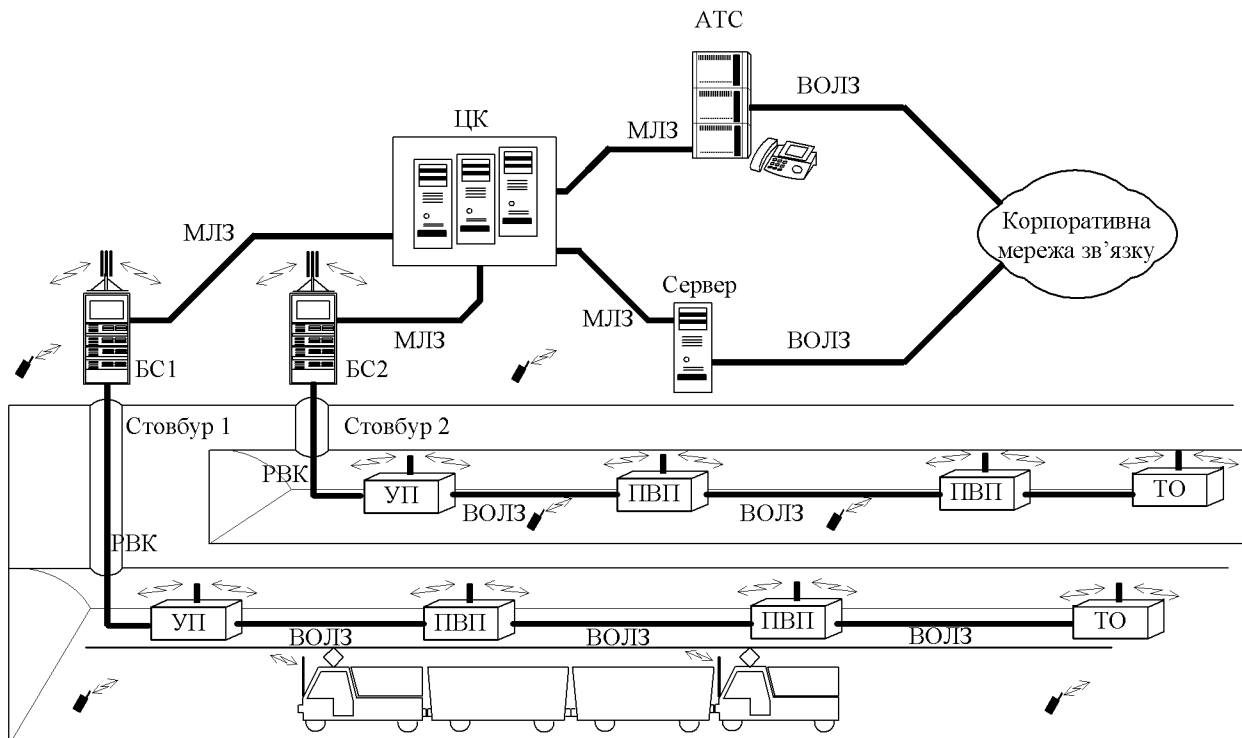 АТС
ВОЛЗ
ЦК
МЛЗ
Корпоративна
мережа зв’язку
МЛЗ
Сервер
МЛЗ
МЛЗ
ВОЛЗ
БС1
БС2
Стовбур 1
Стовбур 2
РВК
УП
ПВП
ПВП
ТО
ВОЛЗ
ВОЛЗ
РВК
УП
ПВП
ПВП
ТО
ВОЛЗ
ВОЛЗ
ВОЛЗ